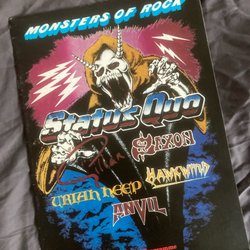 MONSTERS OF ROCK
Status Quo
SAXON
URIAH HEEP
HAWKWIND
ANVIL